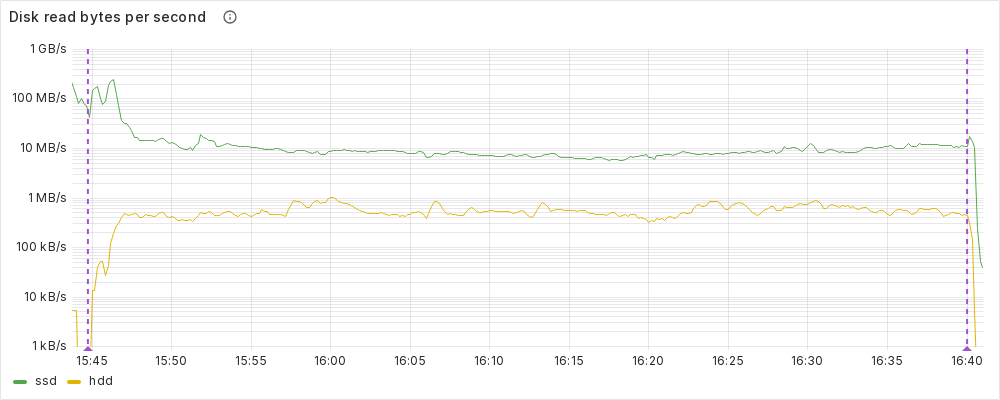 Disk read bytes per second
1 GB/s
100 MB/s
10 MB/s
1 MB/s
100 kB/s
10 kB/s
1 kB/s
15:45 15:50 15:55 16:00 16:05 16:10 16:15 16:20 16:25 16:30 16:35 16:40
ssd hdd